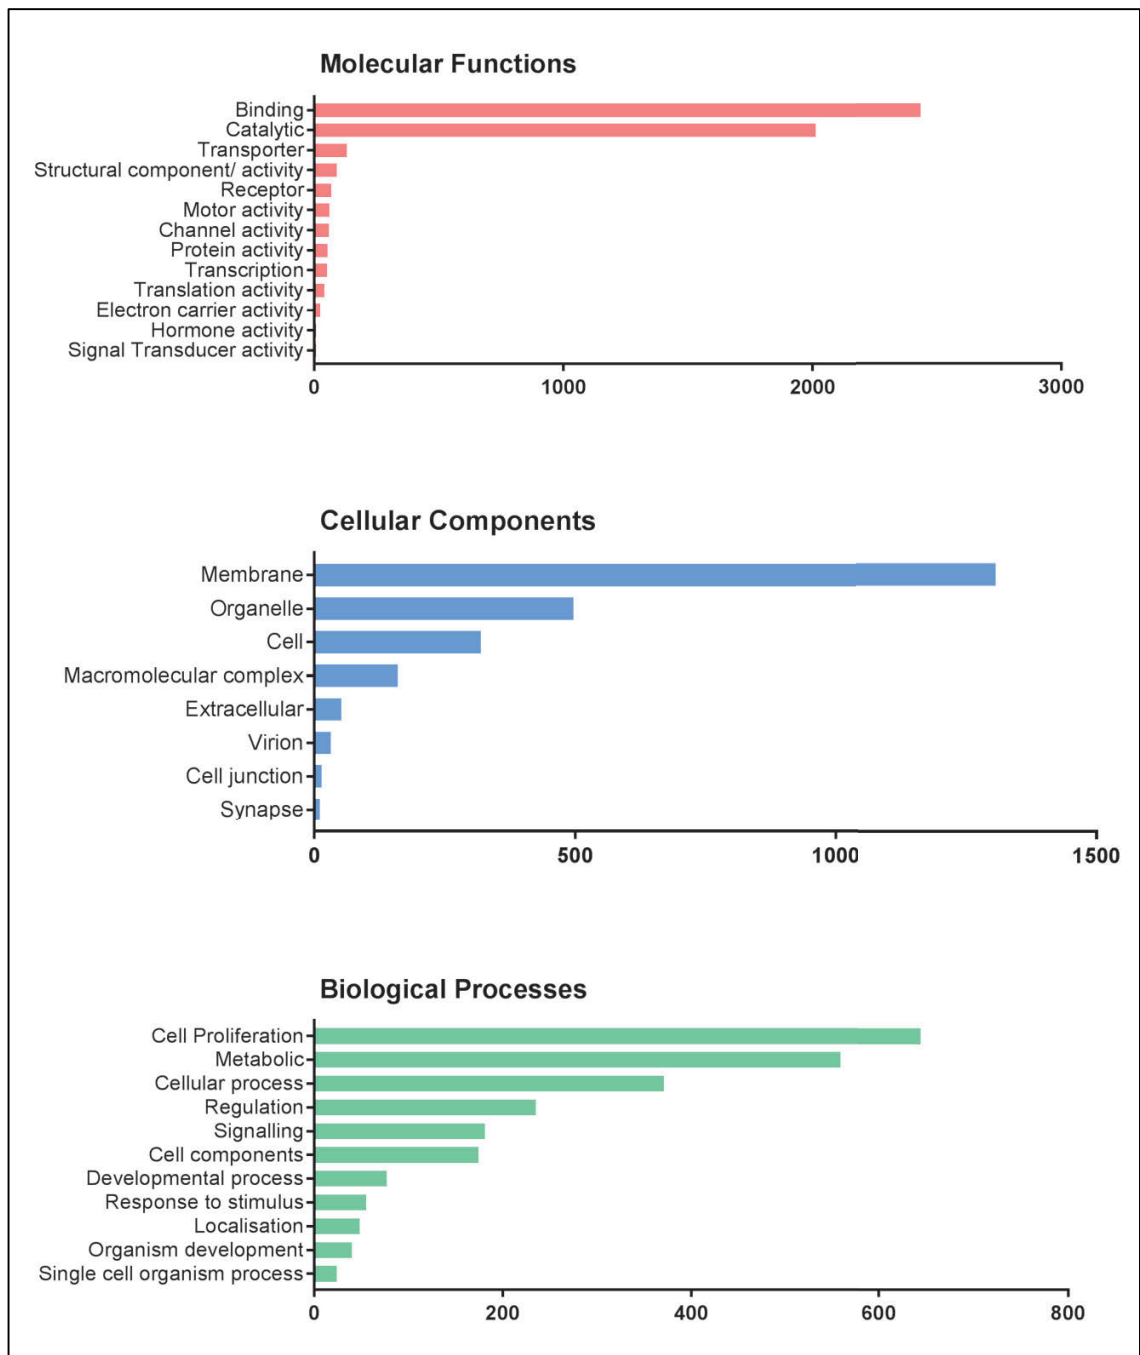 Molecular Functions
Binding
Catalytic
Transporter
Structural component/ activity
Receptor
Motor activity
Channel activity
Protein activity
Transcription
Translation activity
Electron carrier activity
Hormone activity
Signal Transducer activity
0 1000 2000 3000
Cellular Components
Membrane
Organelle
Cell
Macromolecular complex
Extracellular
Virion
Cell junction
Synapse
0 500 1000 1500
Biological Processes
Cell Proliferation
Metabolic
Cellular process
Regulation
Signalling
Cell components
Developmental process
Response to stimulus
Localisation
Organism development
Single cell organism process
0 200 400 600 800